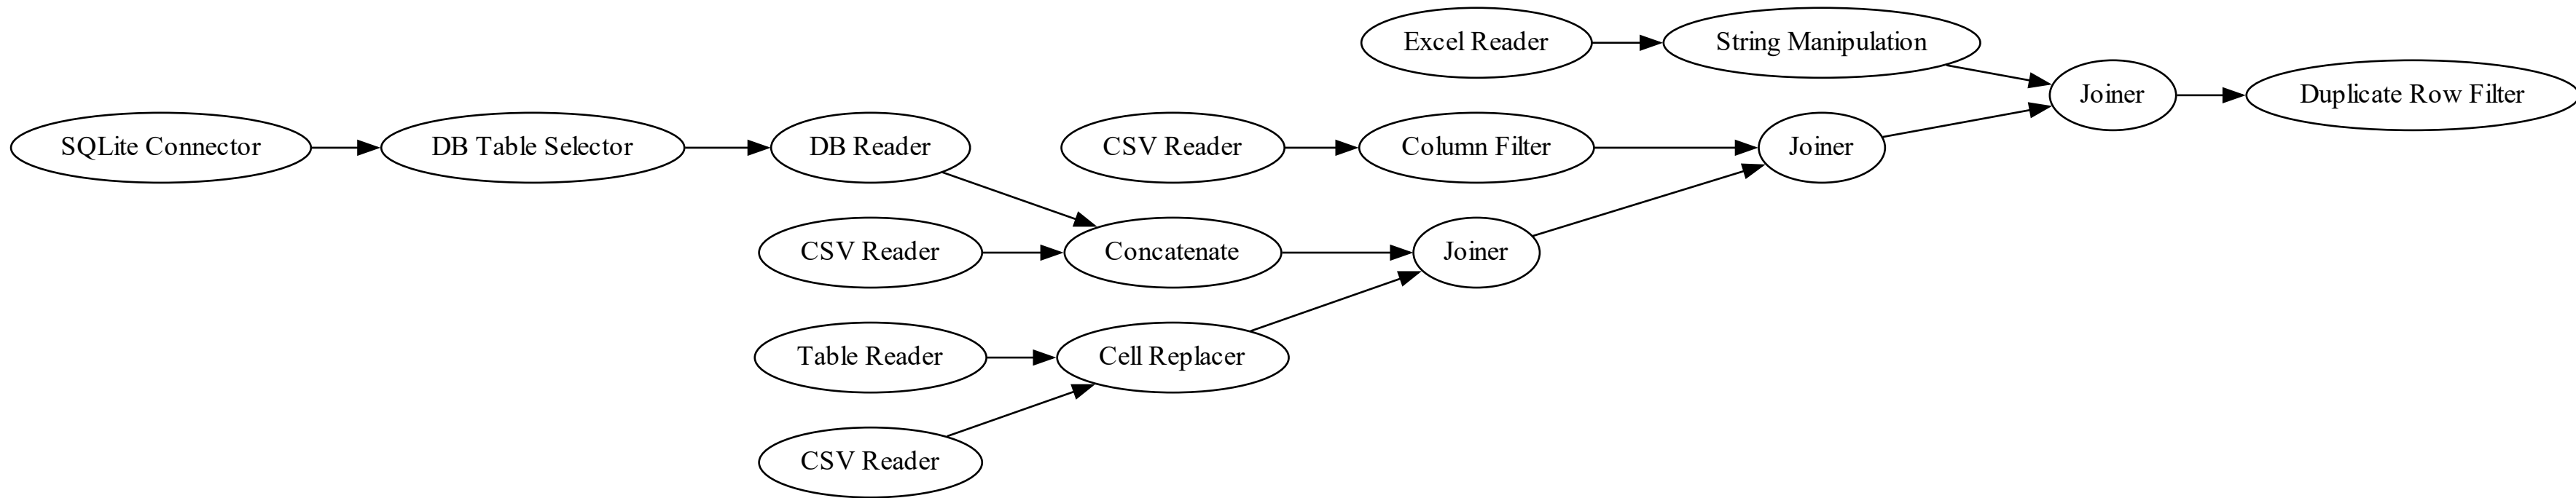 Excel Reader
String Manipulation
Joiner
Duplicate Row Filter
SQLite Connector
DB Table Selector
DB Reader
CSV Reader
Column Filter
Joiner
CSV Reader
Concatenate
Joiner
Table Reader
Cell Replacer
CSV Reader